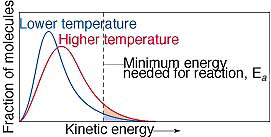 Fraction of molecules
Lower temperature
Higher temperature
Minimum energy
needed for reaction, Ea
Kinetic energy